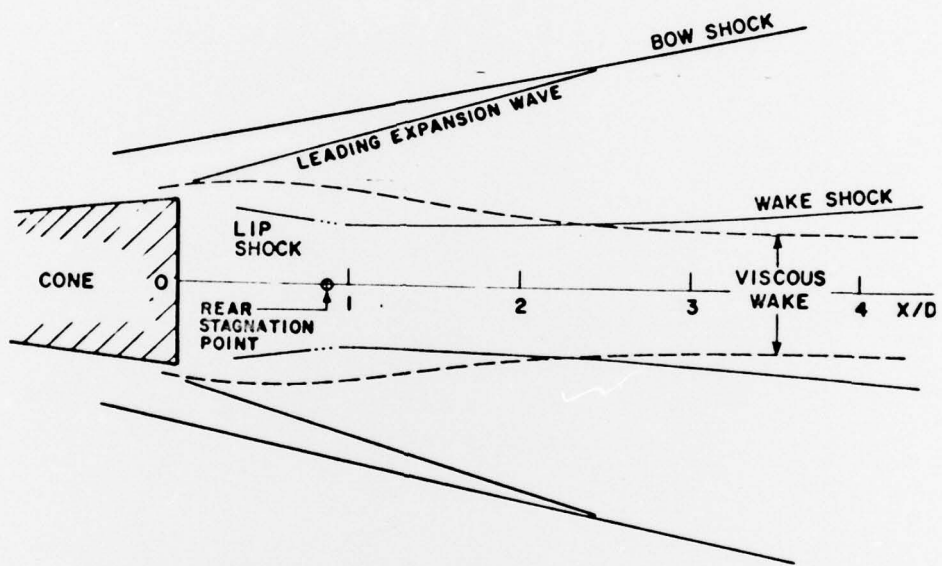 BOW SHOCK
LEADING EXPANSION WAVE
WAKE SHOCK
LIP
SHOCK
CONE
O
VISCOUS
WAKE
1
2
3
4
X/D
REAR
STAGNATION
POINT